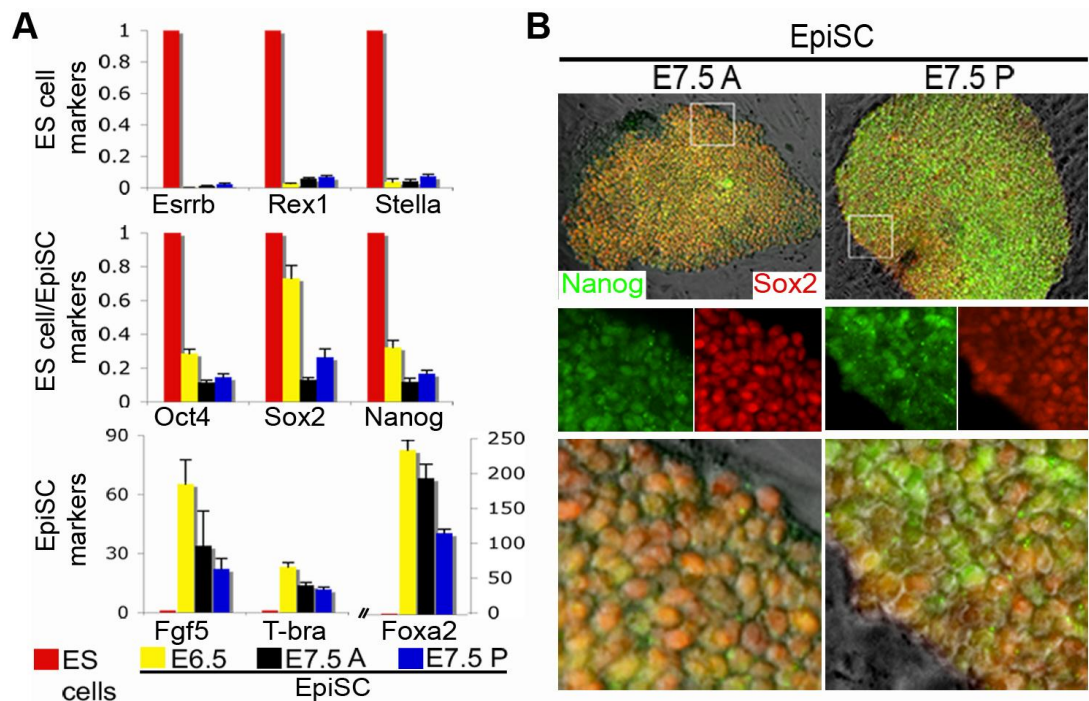 A
ES cell
markers
1
0.8
0.6
0.4
0.2
0
Esrrb Rex1 Stella
ES cell/EpiSC
markers
1
0.8
0.6
0.4
0.2
0
Oct4 Sox2 Nanog
EpiSC
markers
90
60
30
0
250
200
150
100
50
0
//
Fgf5 T-bra Foxa2
ES
cells
E6.5 E7.5 A E7.5 P
EpiSC
B
EpiSC
E7.5 A E7.5 P
Nanog Sox2